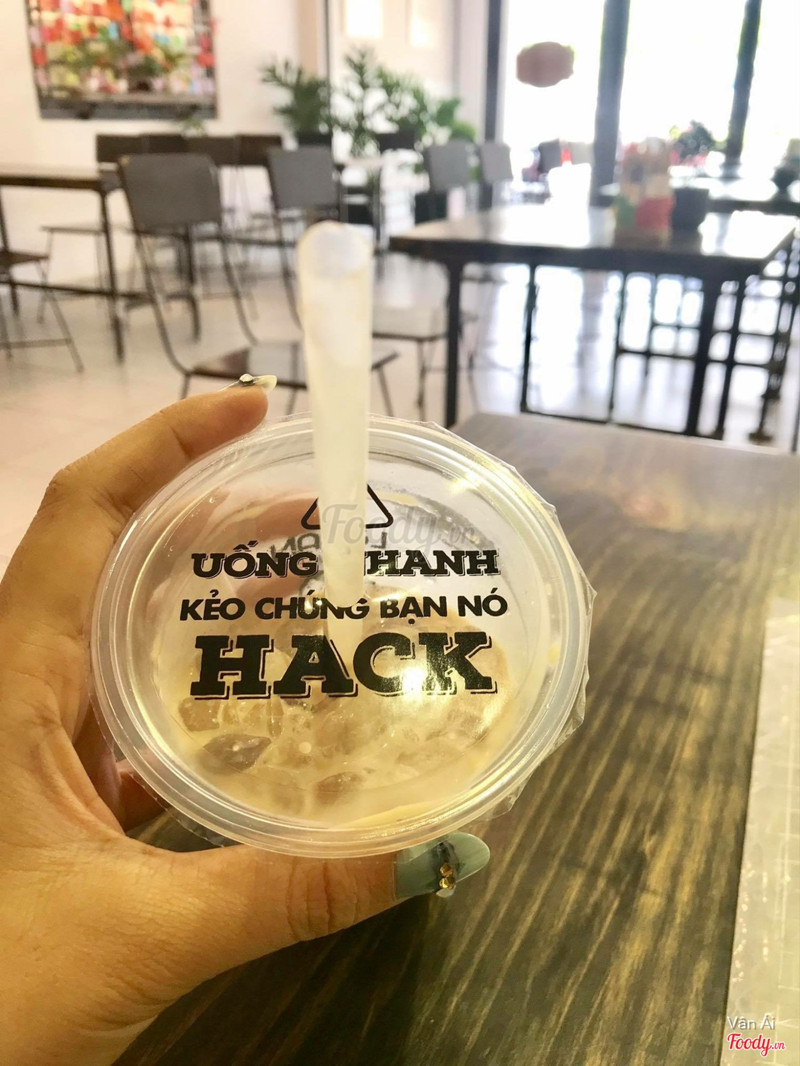 Foody.vn
UỐNG NHANH
KẺO CHÚNG BẠN NÓ
HACK
Vân Ái
Foody.vn